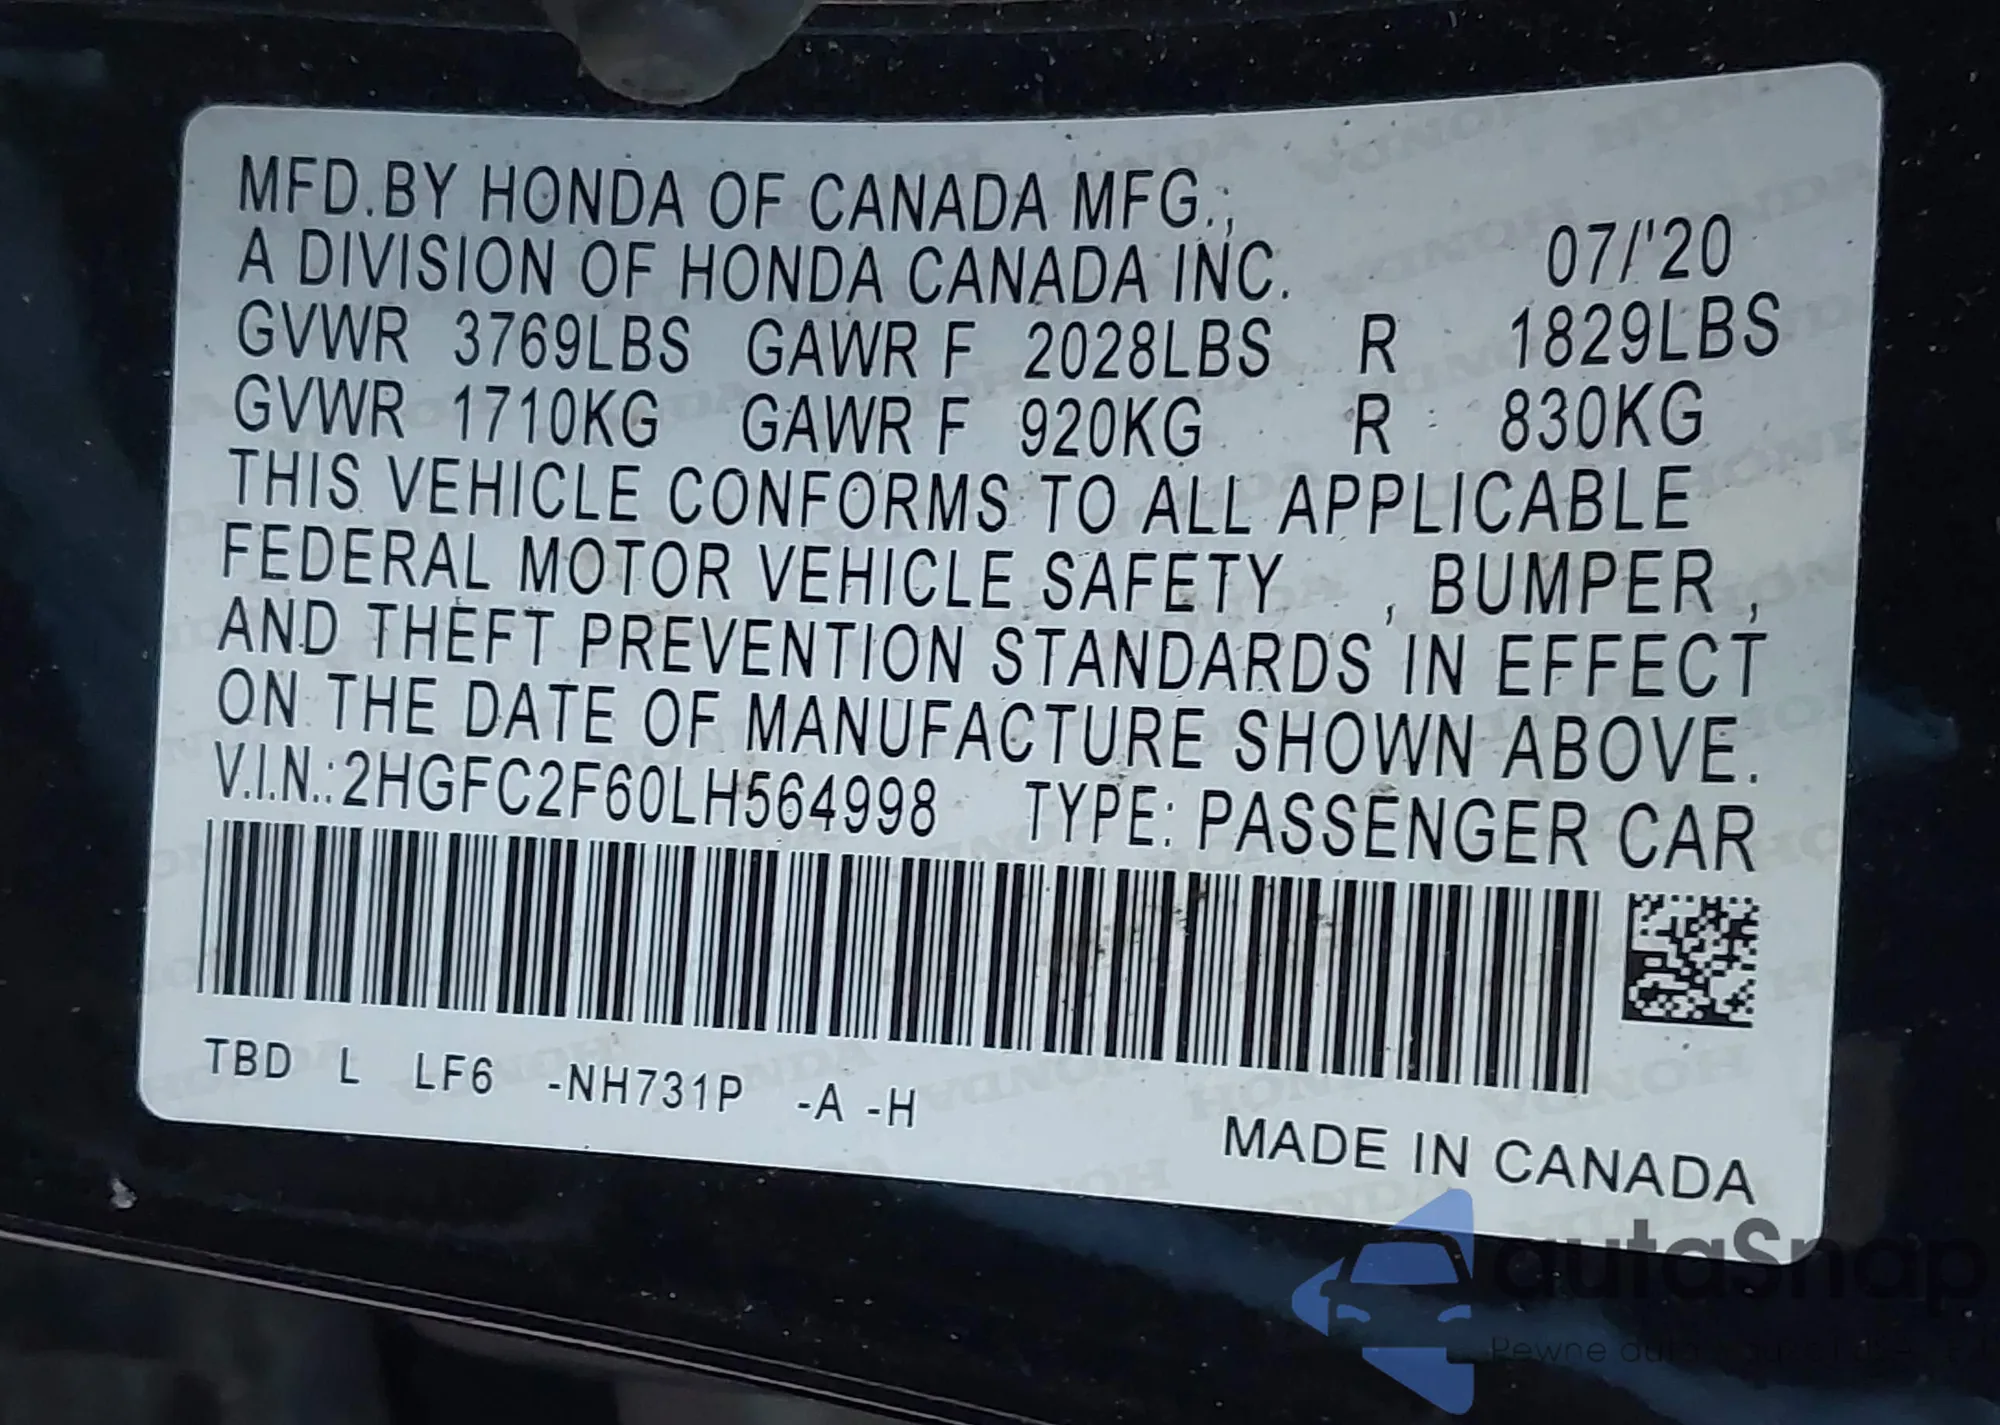 MFD.BY HONDA OF CANADA MFG.,
A DIVISION OF HONDA CANADA INC. 07/'20
GVWR 3769LBS GAWR F 2028LBS R 1829LBS
GVWR 1710KG GAWR F 920KG R 830KG
THIS VEHICLE CONFORMS TO ALL APPLICABLE
FEDERAL MOTOR VEHICLE SAFETY , BUMPER ,
AND THEFT PREVENTION STANDARDS IN EFFECT
ON THE DATE OF MANUFACTURE SHOWN ABOVE.
V.I.N.:2HGFC2F60LH564998 TYPE: PASSENGER CAR
TBD L LF6 -NH731P -A -H
MADE IN CANADA
autaSnap
Pewne auta